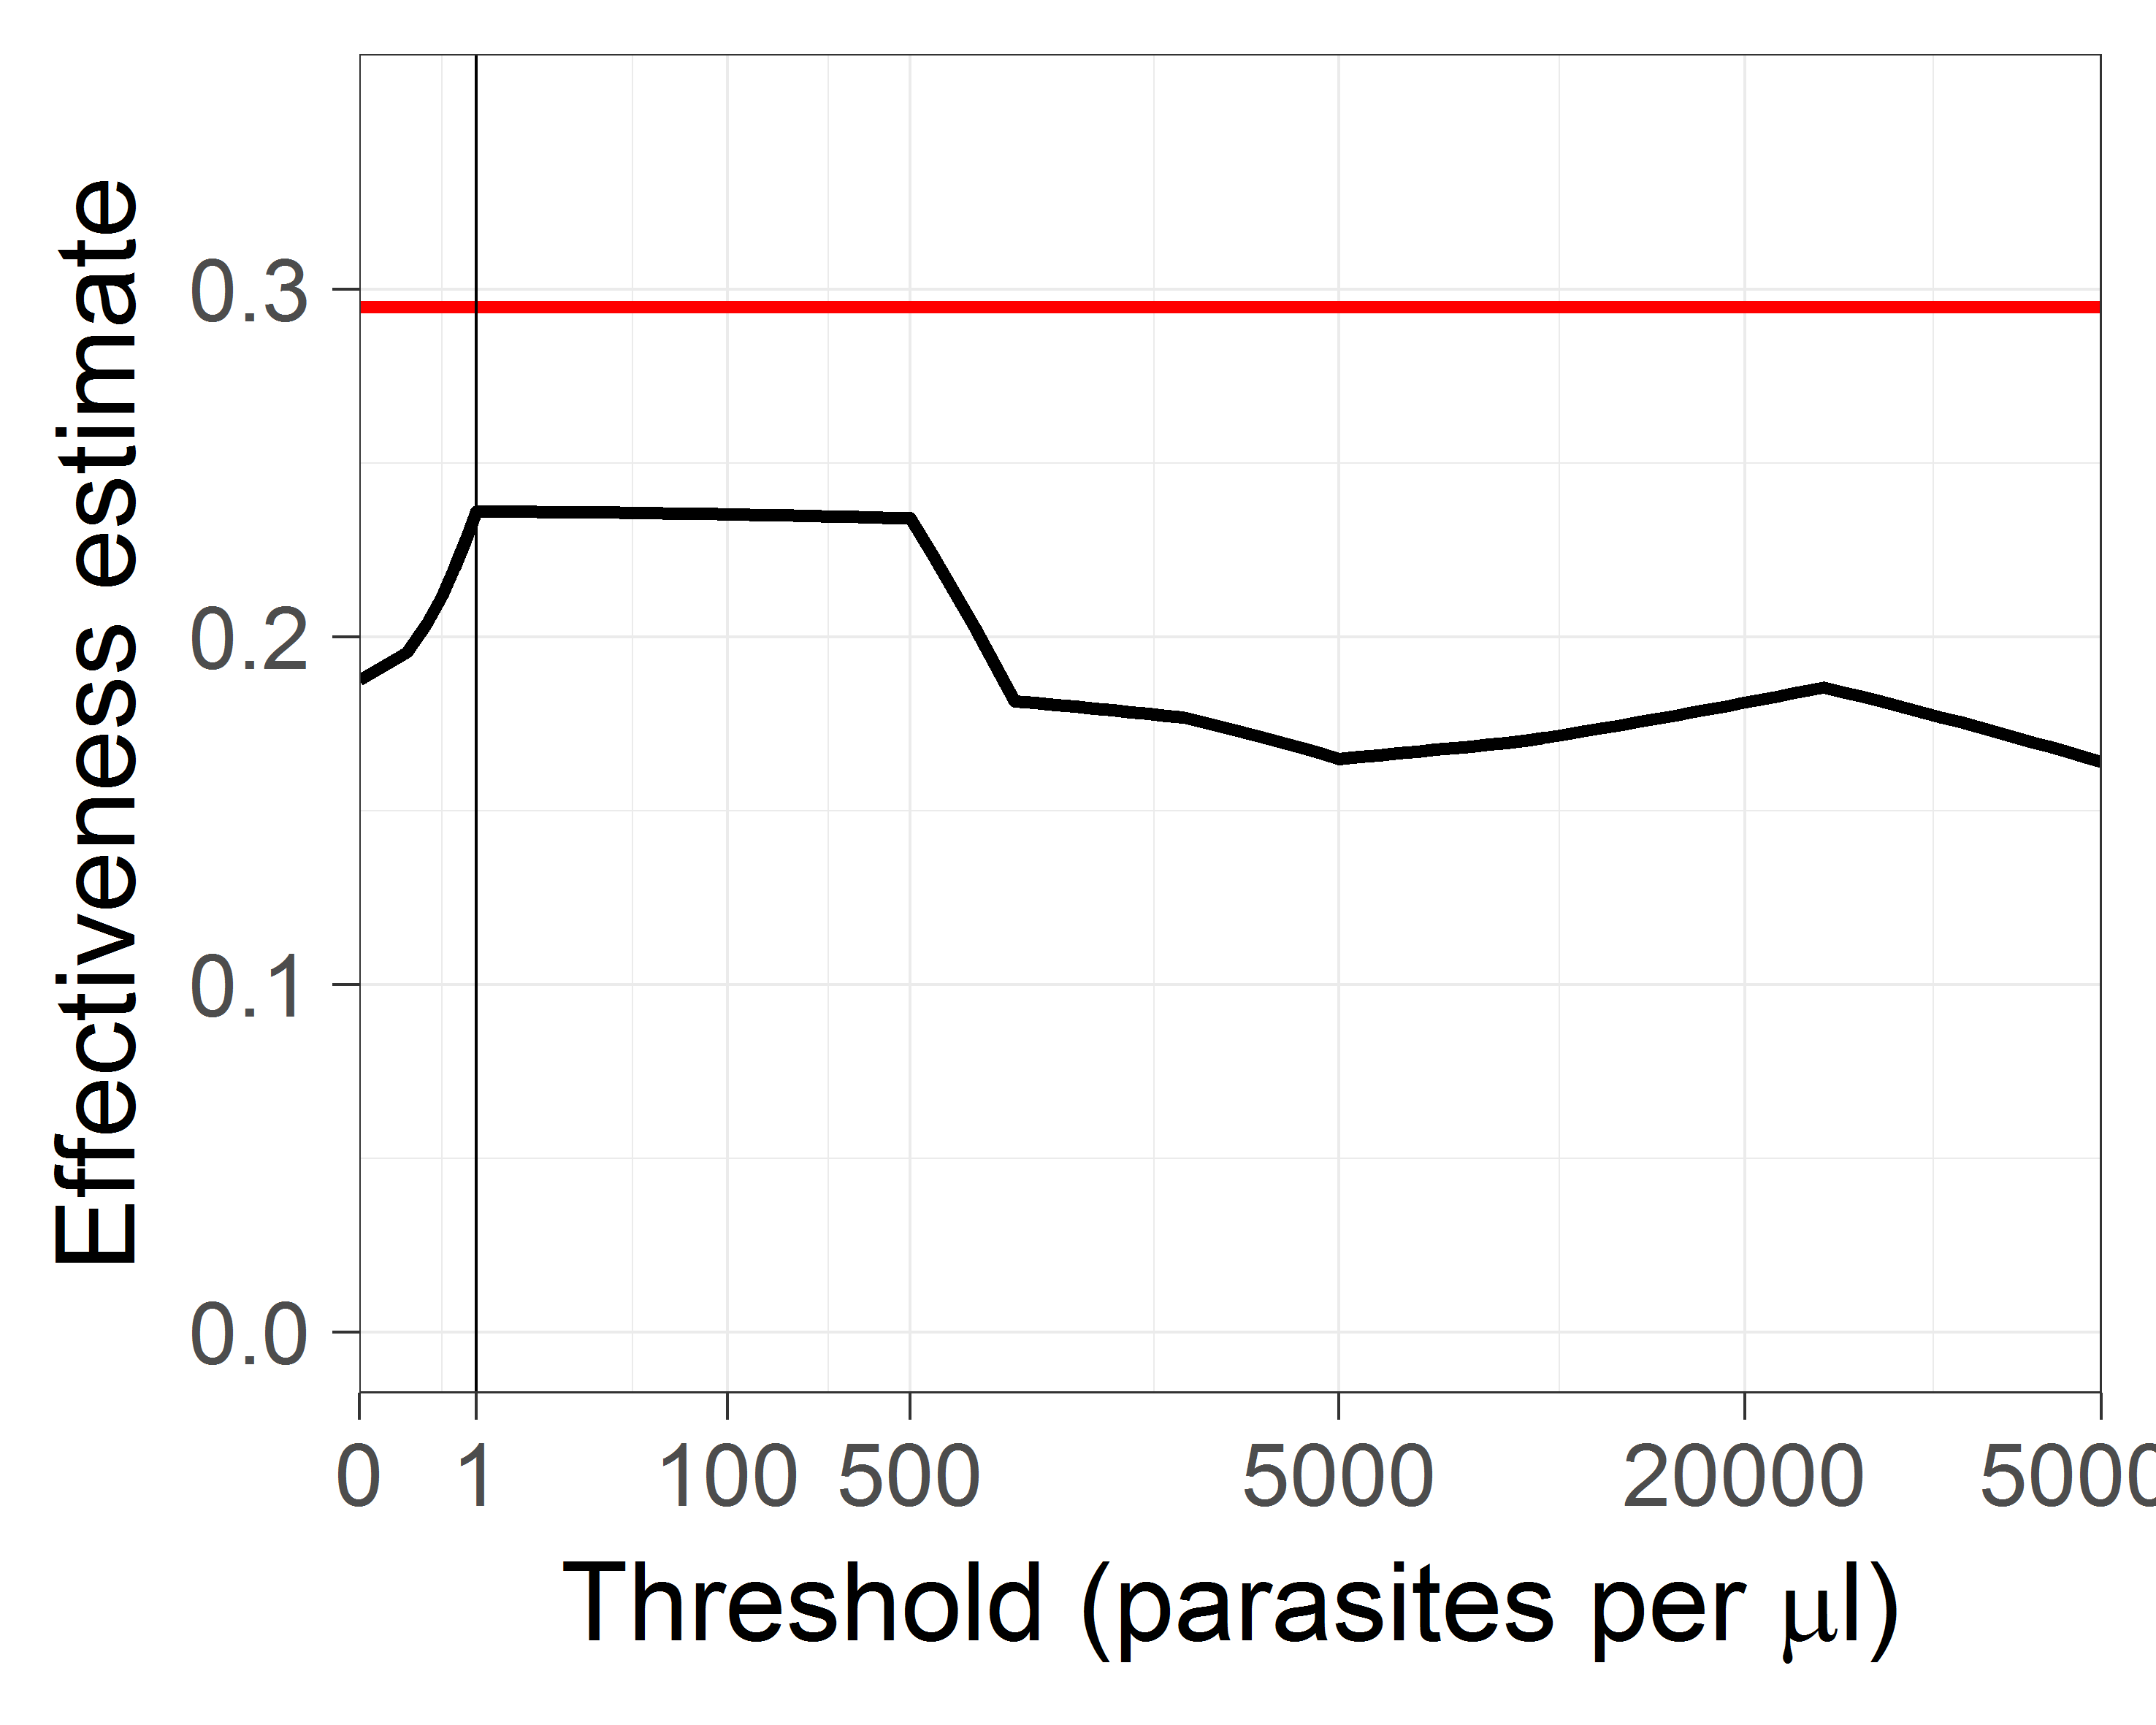 Effectiveness estimate
0.3
0.2
0.1
0.0
0 1 100 500 5000 20000 5000
Threshold (parasites per μl)